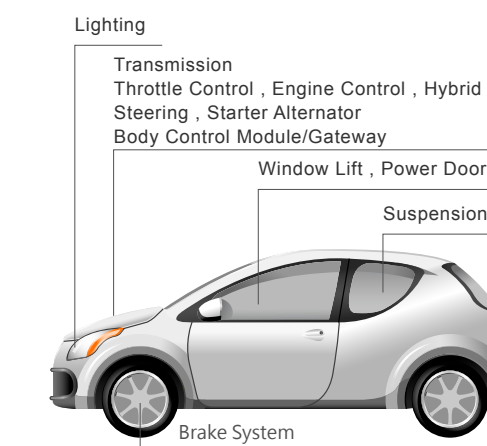 Lighting
Transmission
Throttle Control , Engine Control , Hybrid
Steering , Starter Alternator
Body Control Module/Gateway
Window Lift , Power Door
Suspension
Brake System